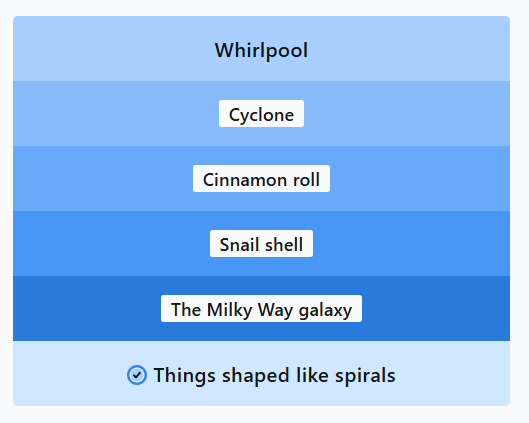 Whirlpool
Cyclone
Cinnamon roll
Snail shell
The Milky Way galaxy
Things shaped like spirals